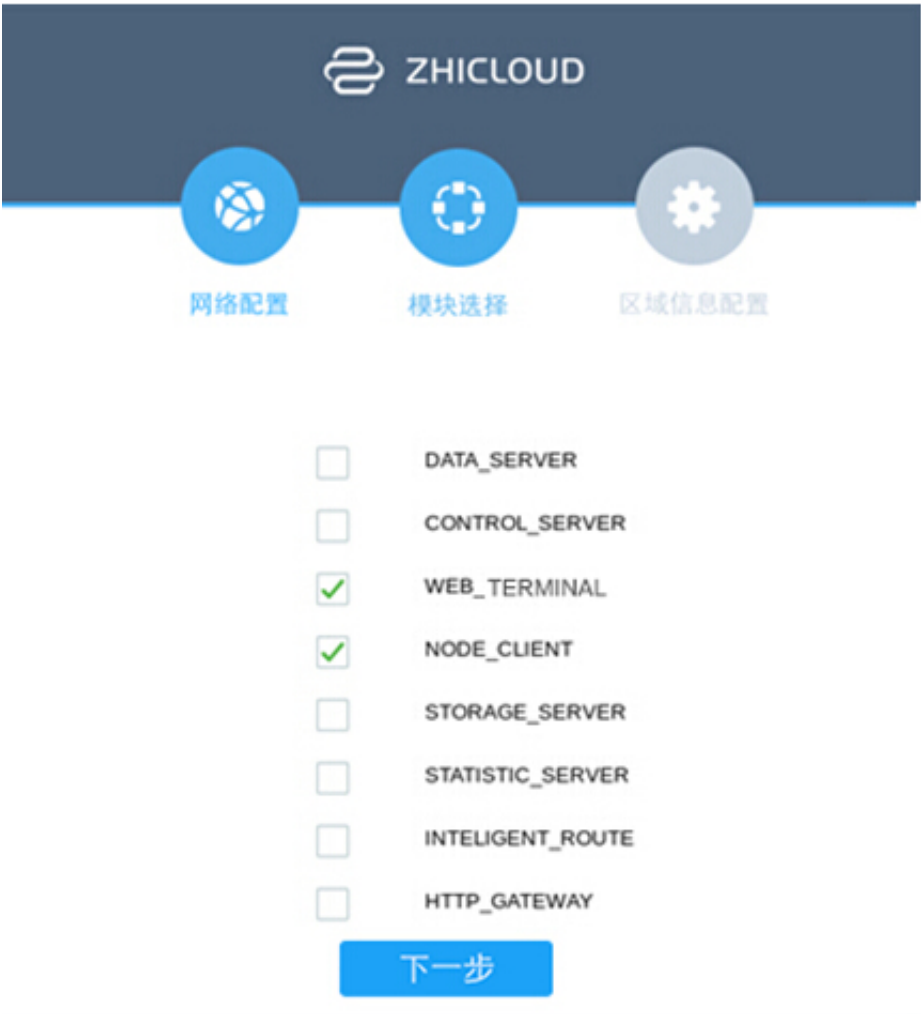 ZHICLOUD
网络配置 模块选择 区域信息配置
DATA_SERVER
CONTROL_SERVER
WEB_TERMINAL
NODE_CLIENT
STORAGE_SERVER
STATISTIC_SERVER
INTELIGENT_ROUTE
HTTP_GATEWAY
下一步